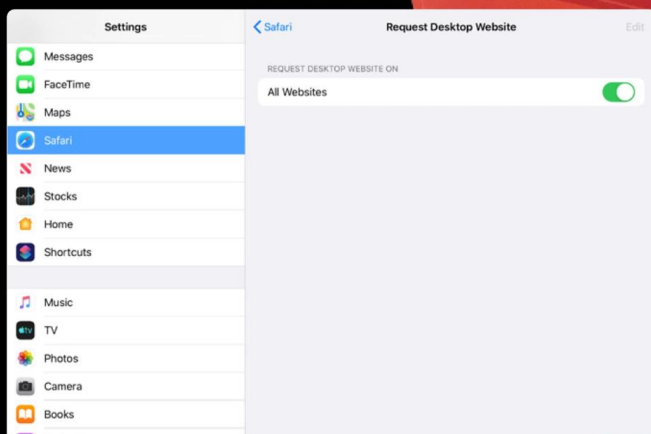 Settings
Messages
FaceTime
Maps
Safari
News
Stocks
Home
Shortcuts
Music
tv TV
Photos
Camera
Books
Safari
Request Desktop Website
Edit
REQUEST DESKTOP WEBSITE ON
All Websites